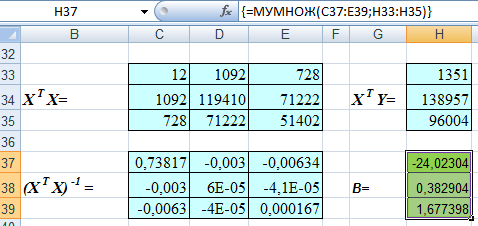 H37 fx {=МУМНОЖ(C37:E39;H33:H35)}
B C D E F G H
32
33 12 1092 728 1351
34 X^T X= 1092 119410 71222 X^T Y= 138957
35 728 71222 51402 96004
36
37 0,73817 -0,003 -0,00634 -24,02304
38 (X^T X)^-1 = -0,003 6E-05 -4,1E-05 B= 0,382904
39 -0,0063 -4E-05 0,000167 1,677398